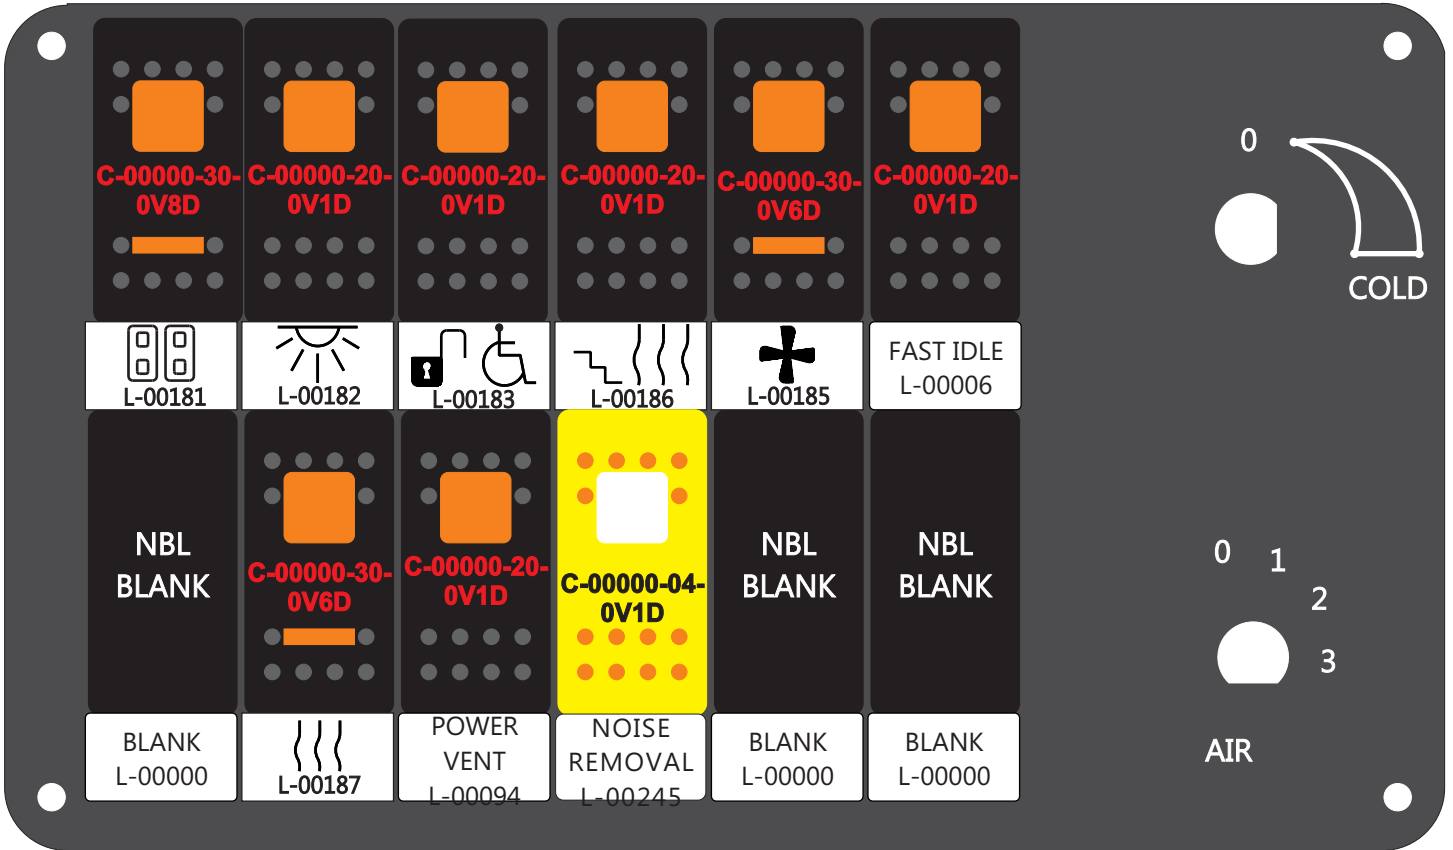 C-00000-30-
0V8D
C-00000-20-
0V1D
C-00000-20-
0V1D
C-00000-20-
0V1D
C-00000-30-
0V6D
C-00000-20-
0V1D
0
COLD
L-00181
L-00182
L-00183
L-00186
L-00185
FAST IDLE
L-00006
NBL
BLANK
C-00000-30-
0V6D
C-00000-20-
0V1D
C-00000-04-
0V1D
NBL
BLANK
NBL
BLANK
0
1
2
3
AIR
BLANK
L-00000
L-00187
POWER
VENT
L-00094
NOISE
REMOVAL
L-00245
BLANK
L-00000
BLANK
L-00000